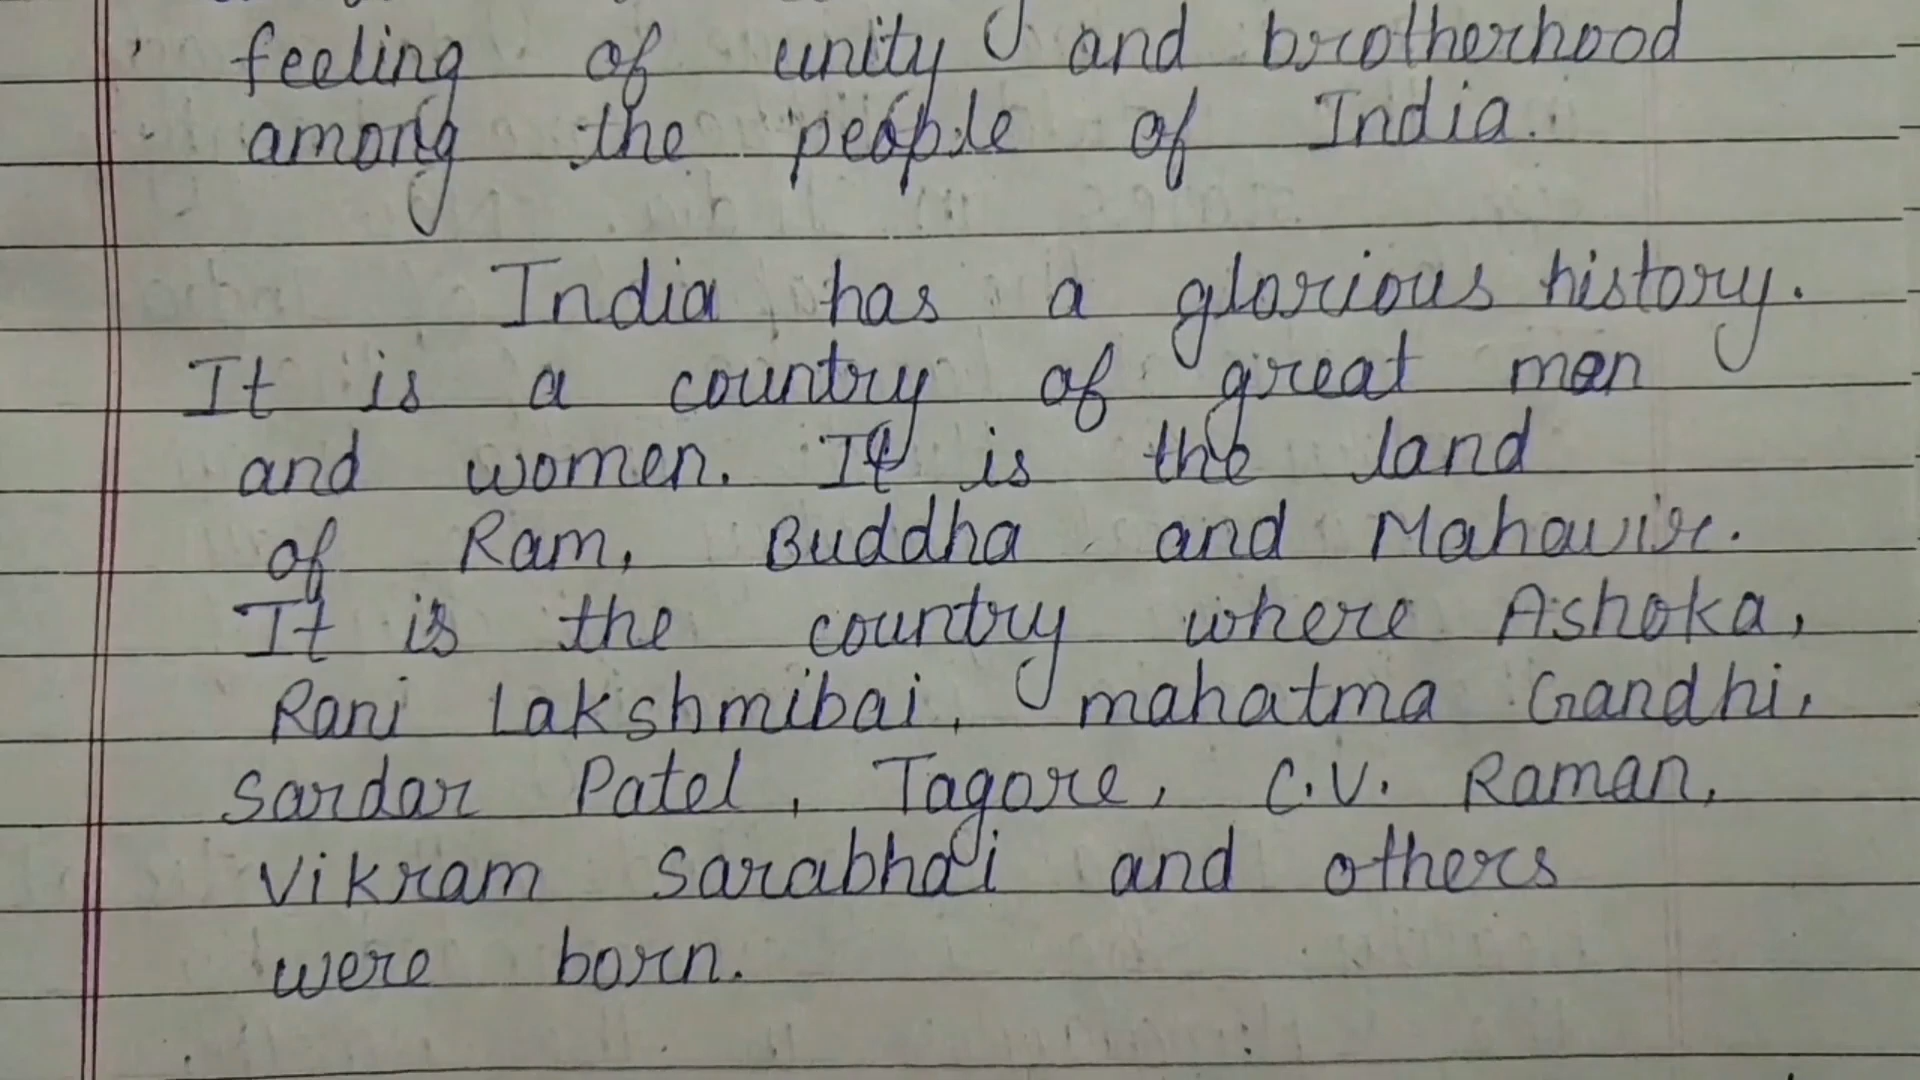 feeling of unity and brotherhood
among the people of India.
India has a glorious history.
It is a country of great men
and women. It is the land
of Ram, Buddha and Mahavir.
It is the country where Ashoka,
Rani Lakshmibai, mahatma Gandhi,
Sardar Patel, Tagore, C.V. Raman,
Vikram Sarabhai and others
were born.